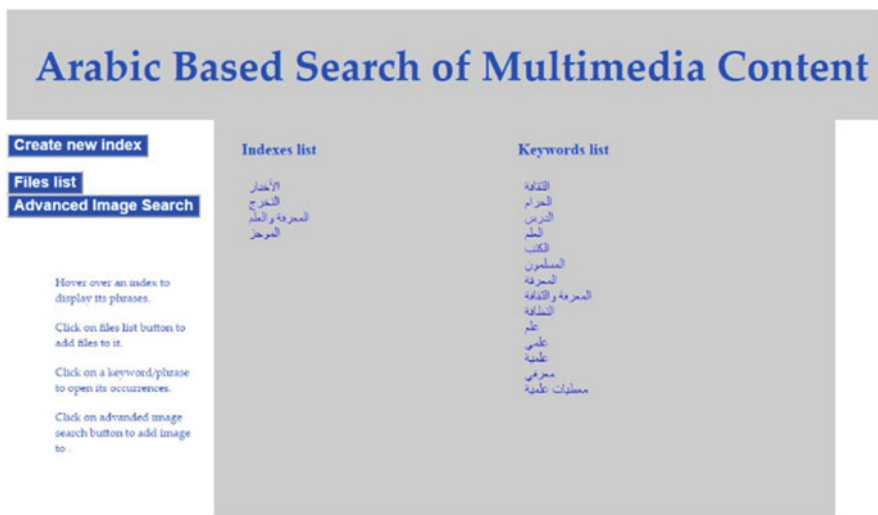 Arabic Based Search of Multimedia Content
Create new index
Files list
Advanced Image Search
Hover over an index to
display its phrases.
Click on files list button to
add files to it.
Click on a keyword/phrase
to open its occurrences.
Click on advanded image
search button to add image
to .
Indexes list
الأخبار
التخرج
المعرفة والعلم
الموجز
Keywords list
الثقافة
الحرام
الدرس
العلم
الكتب
المسلمون
المعرفة
المعرفة والثقافة
النظافة
علم
علمي
علمية
معرفي
معطيات علمية